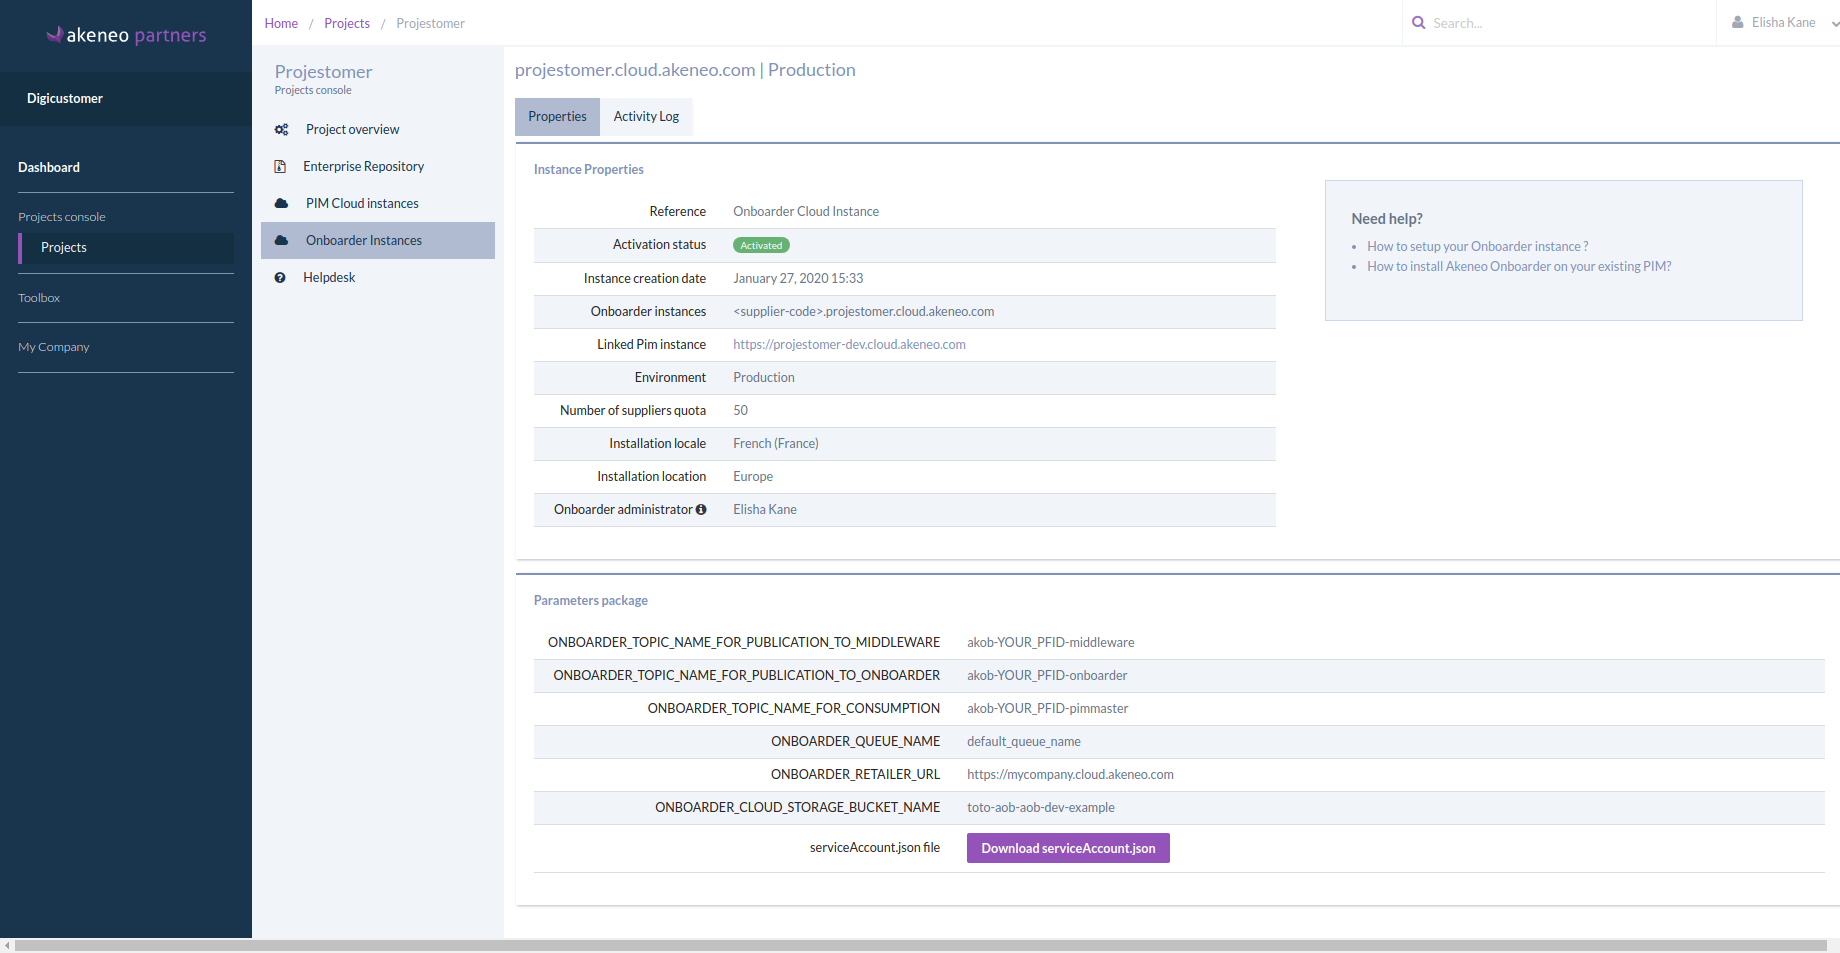 akeneo partners
Home / Projects / Projestomer
Search...
Elisha Kane
Digicustomer
Dashboard
Projects console
Projects
Toolbox
My Company
Projestomer
Projects console
Project overview
Enterprise Repository
PIM Cloud instances
Onboarder Instances
Helpdesk
projestomer.cloud.akeneo.com | Production
Properties Activity Log
Instance Properties
Reference Onboarder Cloud Instance
Activation status Activated
Instance creation date January 27, 2020 15:33
Onboarder instances <supplier-code>.projestomer.cloud.akeneo.com
Linked Pim instance https://projestomer-dev.cloud.akeneo.com
Environment Production
Number of suppliers quota 50
Installation locale French (France)
Installation location Europe
Onboarder administrator Elisha Kane
Need help?
• How to setup your Onboarder instance ?
• How to install Akeneo Onboarder on your existing PIM?
Parameters package
ONBOARDER_TOPIC_NAME_FOR_PUBLICATION_TO_MIDDLEWARE akob-YOUR_PFID-middleware
ONBOARDER_TOPIC_NAME_FOR_PUBLICATION_TO_ONBOARDER akob-YOUR_PFID-onboarder
ONBOARDER_TOPIC_NAME_FOR_CONSUMPTION akob-YOUR_PFID-pimmaster
ONBOARDER_QUEUE_NAME default_queue_name
ONBOARDER_RETAILER_URL https://mycompany.cloud.akeneo.com
ONBOARDER_CLOUD_STORAGE_BUCKET_NAME toto-aob-aob-dev-example
serviceAccount.json file Download serviceAccount.json